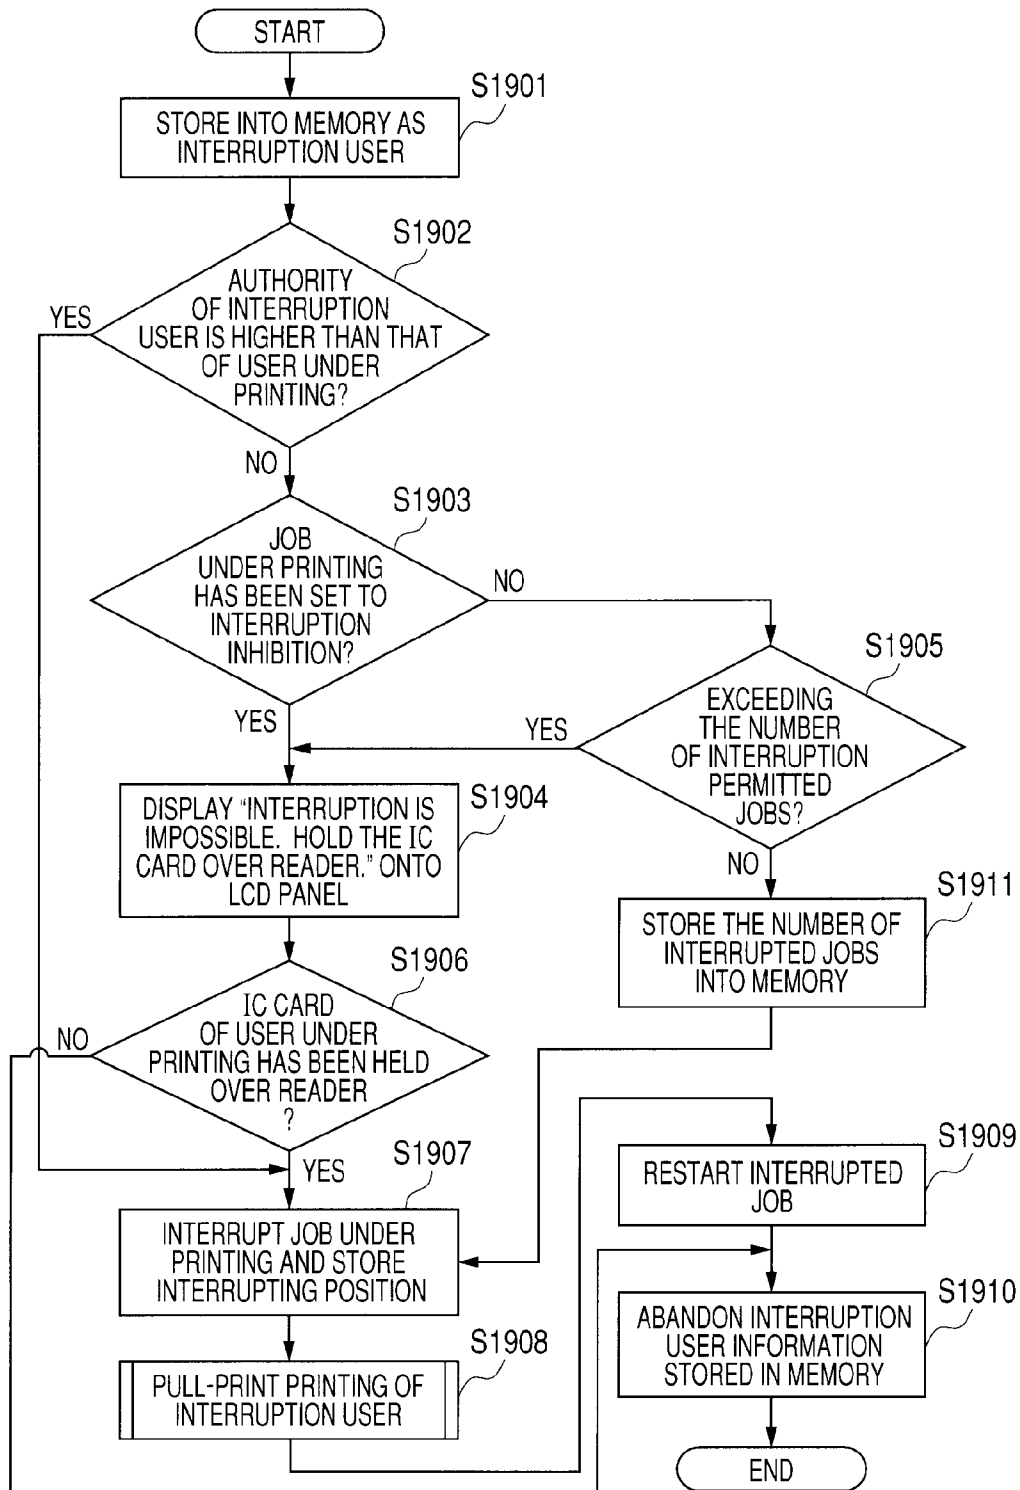 START
S1901
STORE INTO MEMORY AS
INTERRUPTION USER
S1902
AUTHORITY
OF INTERRUPTION
USER IS HIGHER THAN THAT
OF USER UNDER
PRINTING?
YES
NO
S1903
JOB
UNDER PRINTING
HAS BEEN SET TO
INTERRUPTION
INHIBITION?
NO
YES
S1905
EXCEEDING
THE NUMBER
OF INTERRUPTION
PERMITTED
JOBS?
YES
NO
S1904
DISPLAY "INTERRUPTION IS
IMPOSSIBLE. HOLD THE IC
CARD OVER READER." ONTO
LCD PANEL
S1911
STORE THE NUMBER OF
INTERRUPTED JOBS
INTO MEMORY
S1906
IC CARD
OF USER UNDER
PRINTING HAS BEEN HELD
OVER READER
?
NO
YES
S1907
INTERRUPT JOB UNDER
PRINTING AND STORE
INTERRUPTING POSITION
S1908
PULL-PRINT PRINTING OF
INTERRUPTION USER
S1909
RESTART INTERRUPTED
JOB
S1910
ABANDON INTERRUPTION
USER INFORMATION
STORED IN MEMORY
END